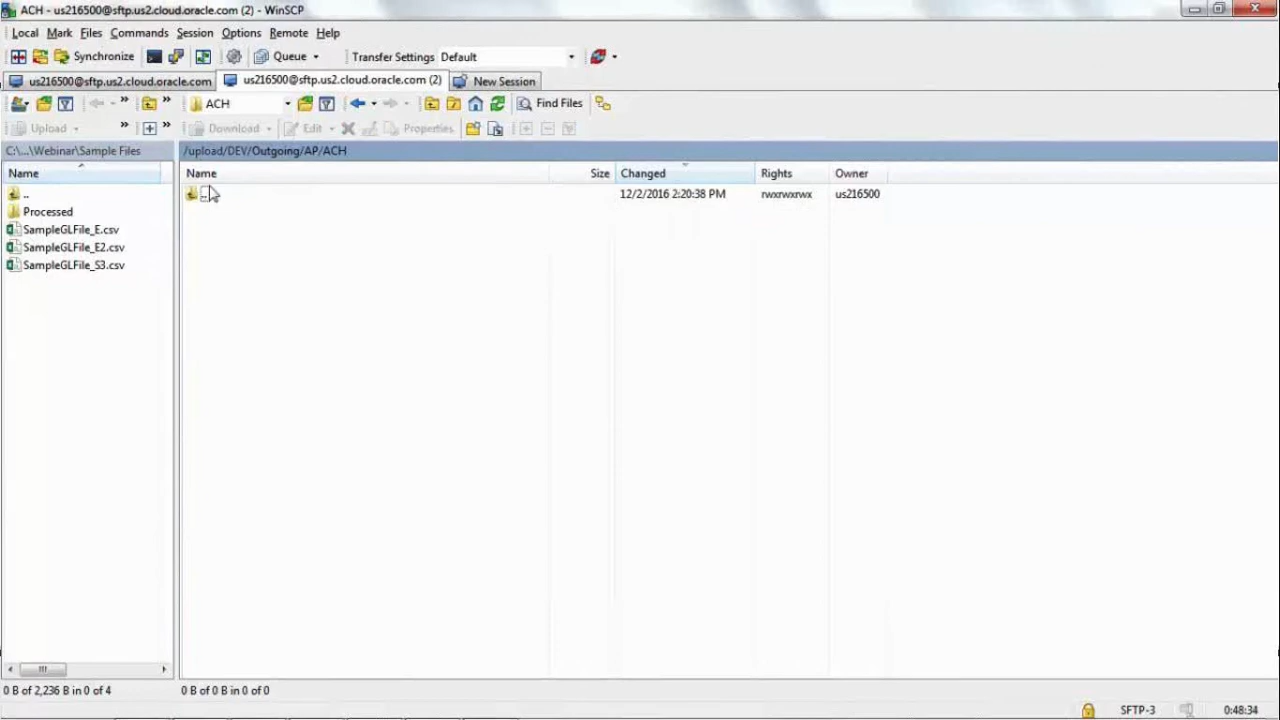 ACH - us216500@sftp.us2.cloud.oracle.com (2) - WinSCP
Local Mark Files Commands Session Options Remote Help
Synchronize Queue Transfer Settings Default
us216500@sftp.us2.cloud.oracle.com us216500@sftp.us2.cloud.oracle.com (2) New Session
» » ACH Find Files
Upload » Download Edit Properties
C:\...\Webinar\Sample Files /upload/DEV/Outgoing/AP/ACH
Name Name Size Changed Rights Owner
.. .. 12/2/2016 2:20:38 PM rwxrwxrwx us216500
Processed
SampleGLFile_E.csv
SampleGLFile_E2.csv
SampleGLFile_S3.csv
0 B of 2,236 B in 0 of 4 0 B of 0 B in 0 of 0
SFTP-3 0:48:34